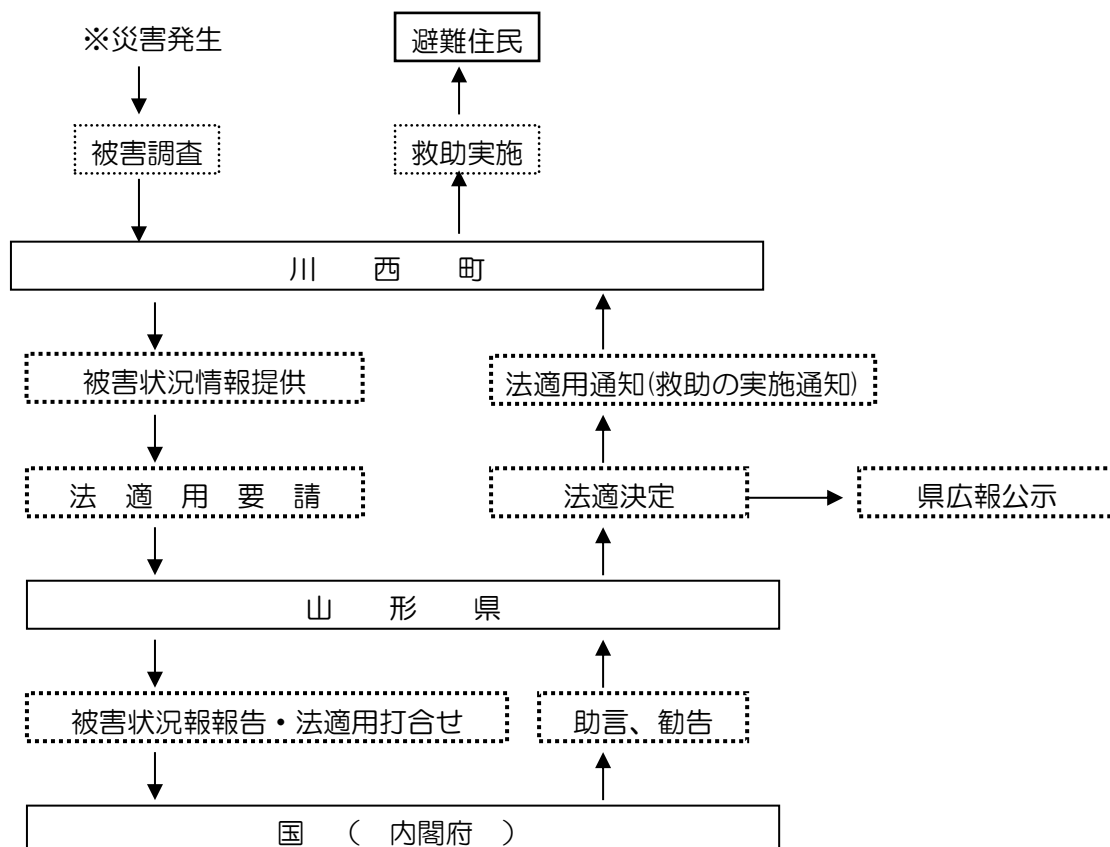 ※災害発生
避難住民
被害調査
救助実施
川 西 町
被害状況情報提供
法適用通知(救助の実施通知)
法 適 用 要 請
法適決定
県広報公示
山 形 県
被害状況報報告・法適用打合せ
助言、勧告
国 ( 内閣府 )